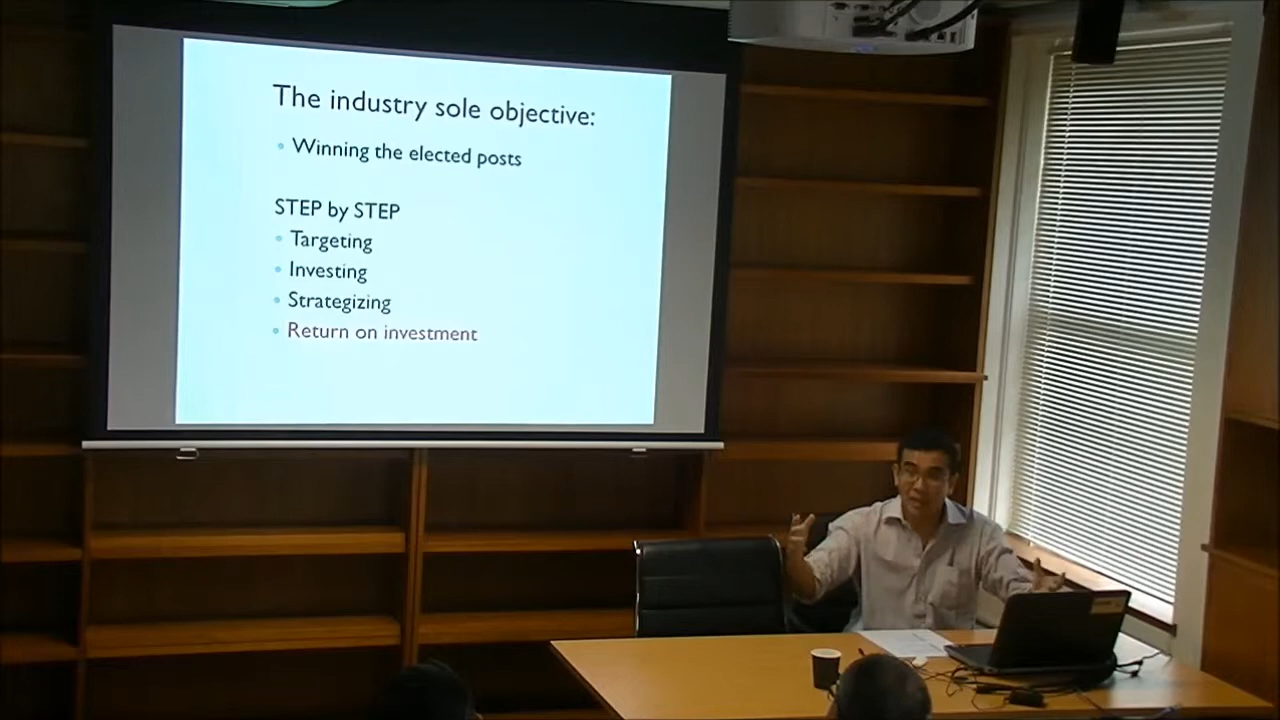 The industry sole objective:
• Winning the elected posts
STEP by STEP
• Targeting
• Investing
• Strategizing
• Return on investment